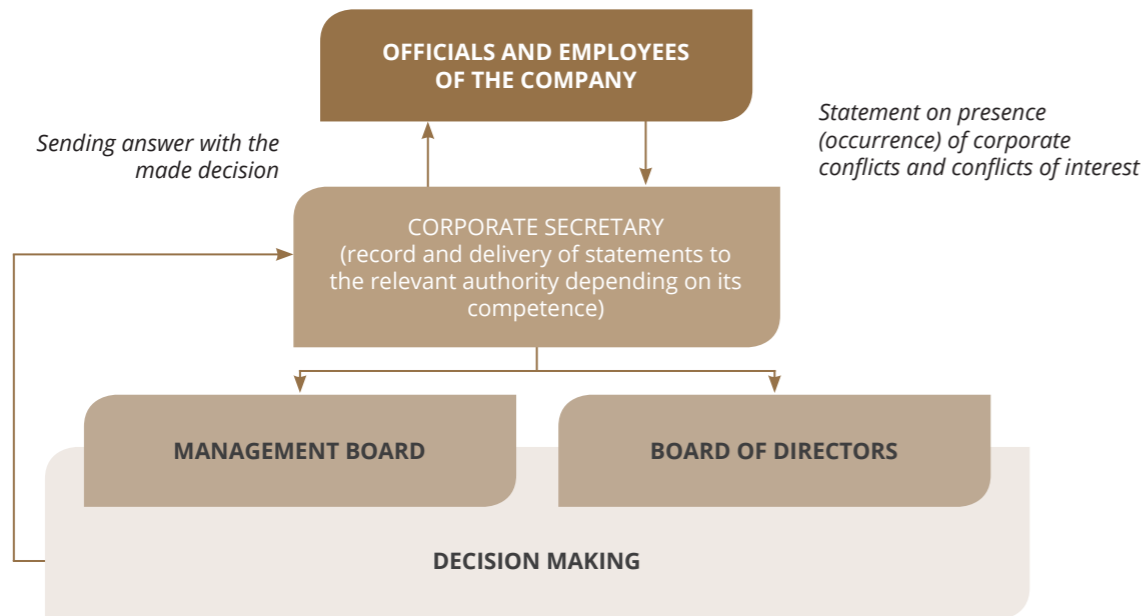 OFFICIALS AND EMPLOYEES
OF THE COMPANY
Sending answer with the
made decision
Statement on presence
(occurrence) of corporate
conflicts and conflicts of interest
CORPORATE SECRETARY
(record and delivery of statements to
the relevant authority depending on its
competence)
MANAGEMENT BOARD
BOARD OF DIRECTORS
DECISION MAKING